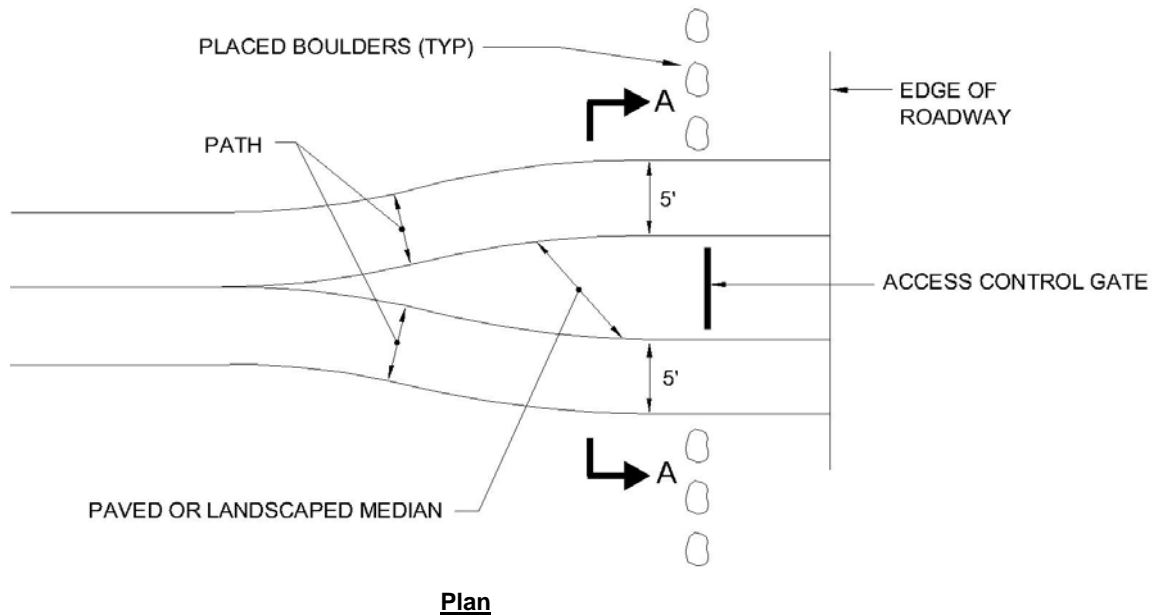 PLACED BOULDERS (TYP)
A
EDGE OF
ROADWAY
PATH
5'
ACCESS CONTROL GATE
5'
A
PAVED OR LANDSCAPED MEDIAN
Plan